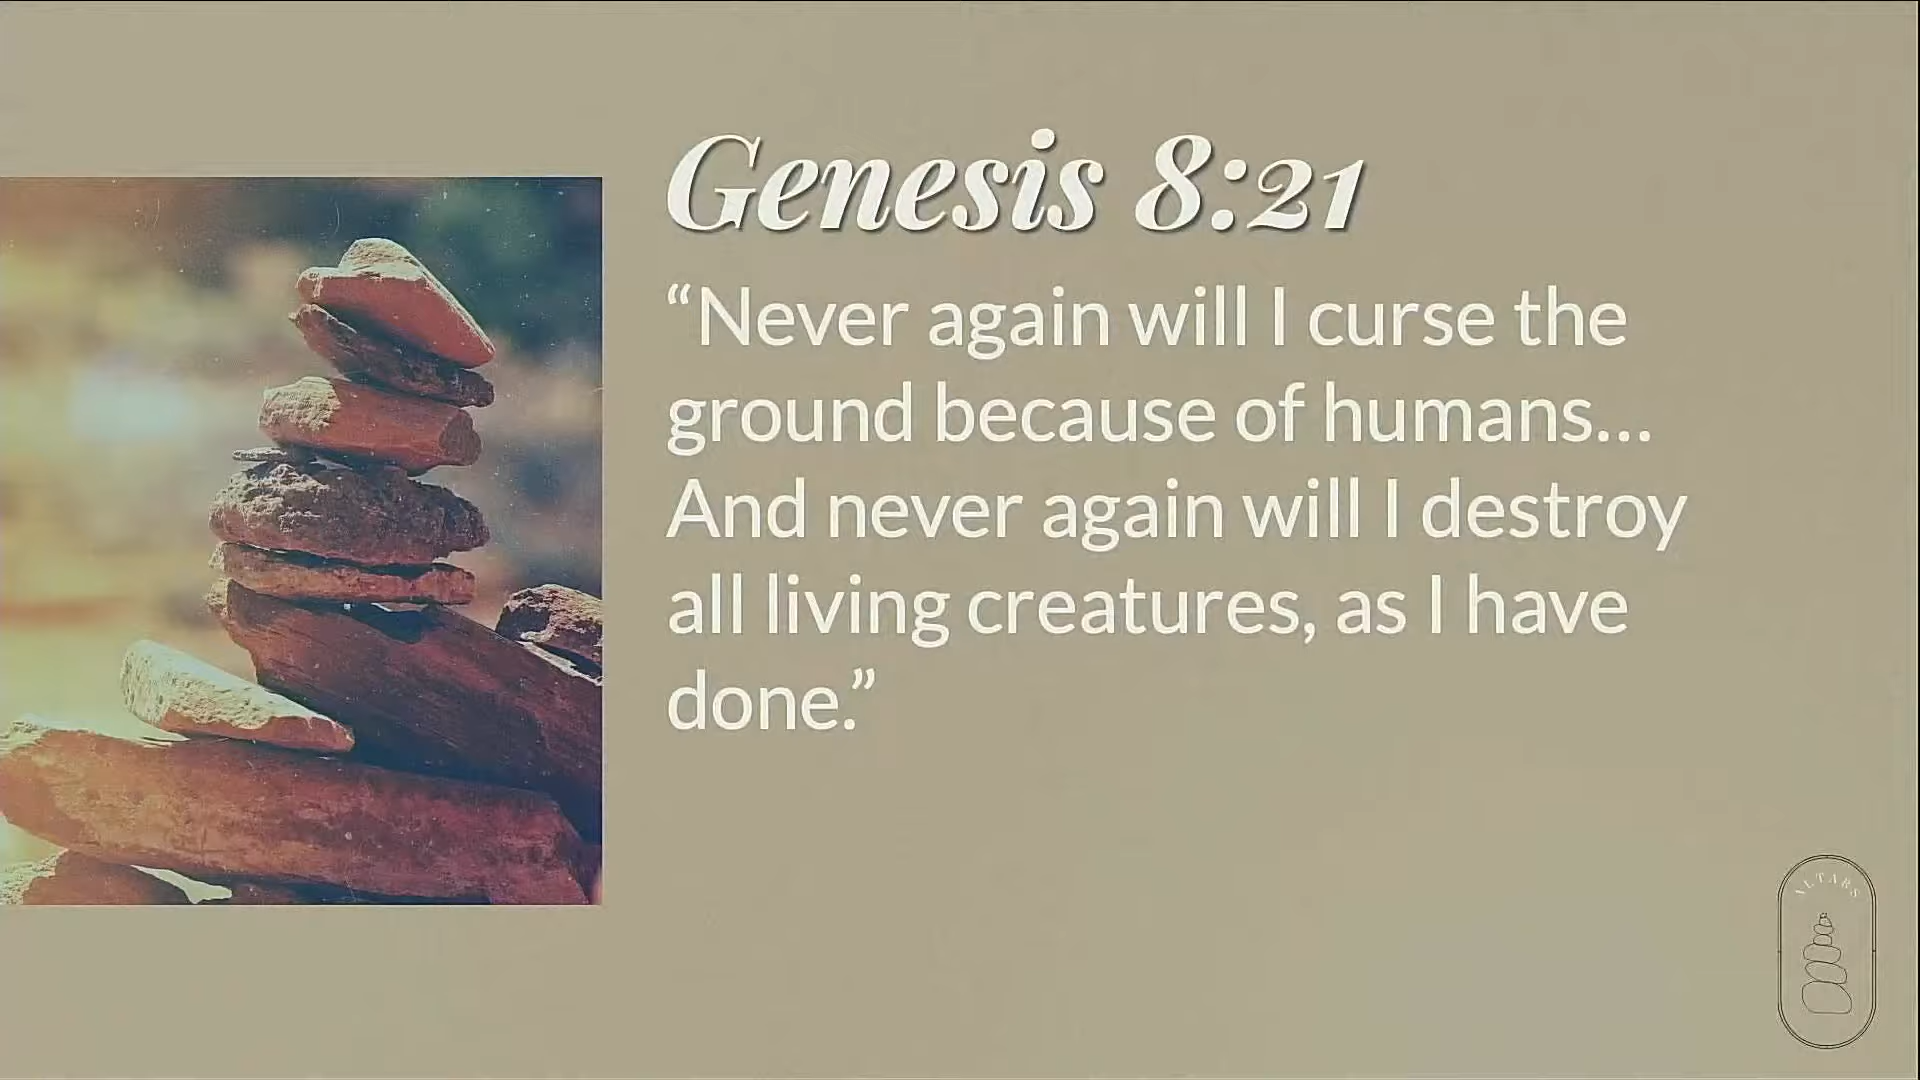 Genesis 8:21
“Never again will I curse the
ground because of humans...
And never again will I destroy
all living creatures, as I have
done.”
ALTARS